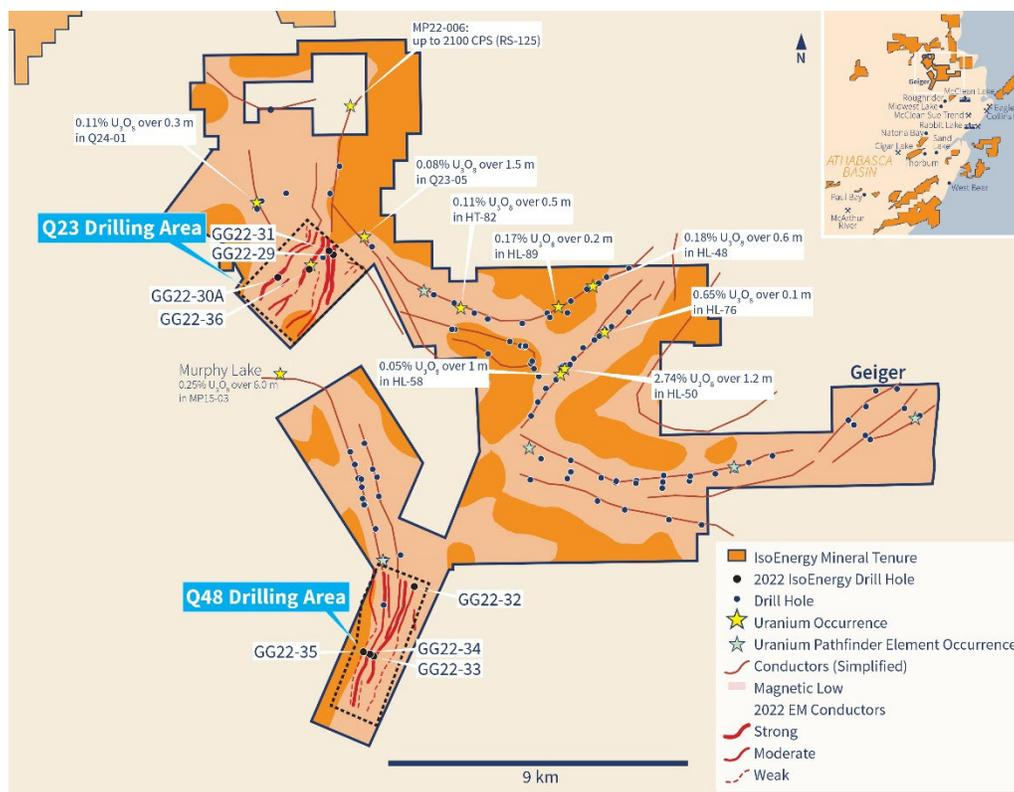 MP22-006:
up to 2100 CPS (RS-125)
N
0.11% U3O8 over 0.3 m
in Q24-01
0.08% U3O8 over 1.5 m
in Q23-05
0.11% U3O8 over 0.5 m
in HT-82
0.17% U3O8 over 0.2 m
in HL-89
0.18% U3O8 over 0.6 m
in HL-48
0.65% U3O8 over 0.1 m
in HL-76
Q23 Drilling Area
GG22-31
GG22-29
GG22-30A
GG22-36
Murphy Lake
0.25% U3O8 over 6.0 m
in MP15-03
0.05% U3O8 over 1 m
in HL-58
2.74% U3O8 over 1.2 m
in HL-50
Geiger
Q48 Drilling Area
GG22-32
GG22-35
GG22-34
GG22-33
9 km
Geiger
McClean Lake
Roughrider
Midwest Lake
McClean Sue Trend
Eagle
Collins
Rabbit Lake
Natona Bay
Sand
Lake
Cigar Lake
Thorburn
ATHABASCA
BASIN
West Bear
Paul Bay
McArthur
River
IsoEnergy Mineral Tenure
2022 IsoEnergy Drill Hole
Drill Hole
Uranium Occurrence
Uranium Pathfinder Element Occurrence
Conductors (Simplified)
Magnetic Low
2022 EM Conductors
Strong
Moderate
Weak